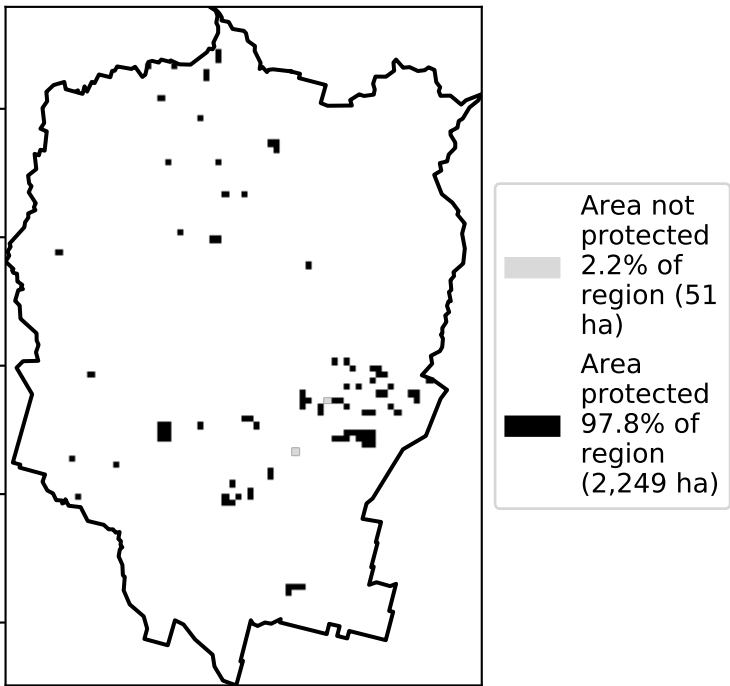 Area not
protected
2.2% of
region (51
ha)
Area
protected
97.8% of
region
(2,249 ha)